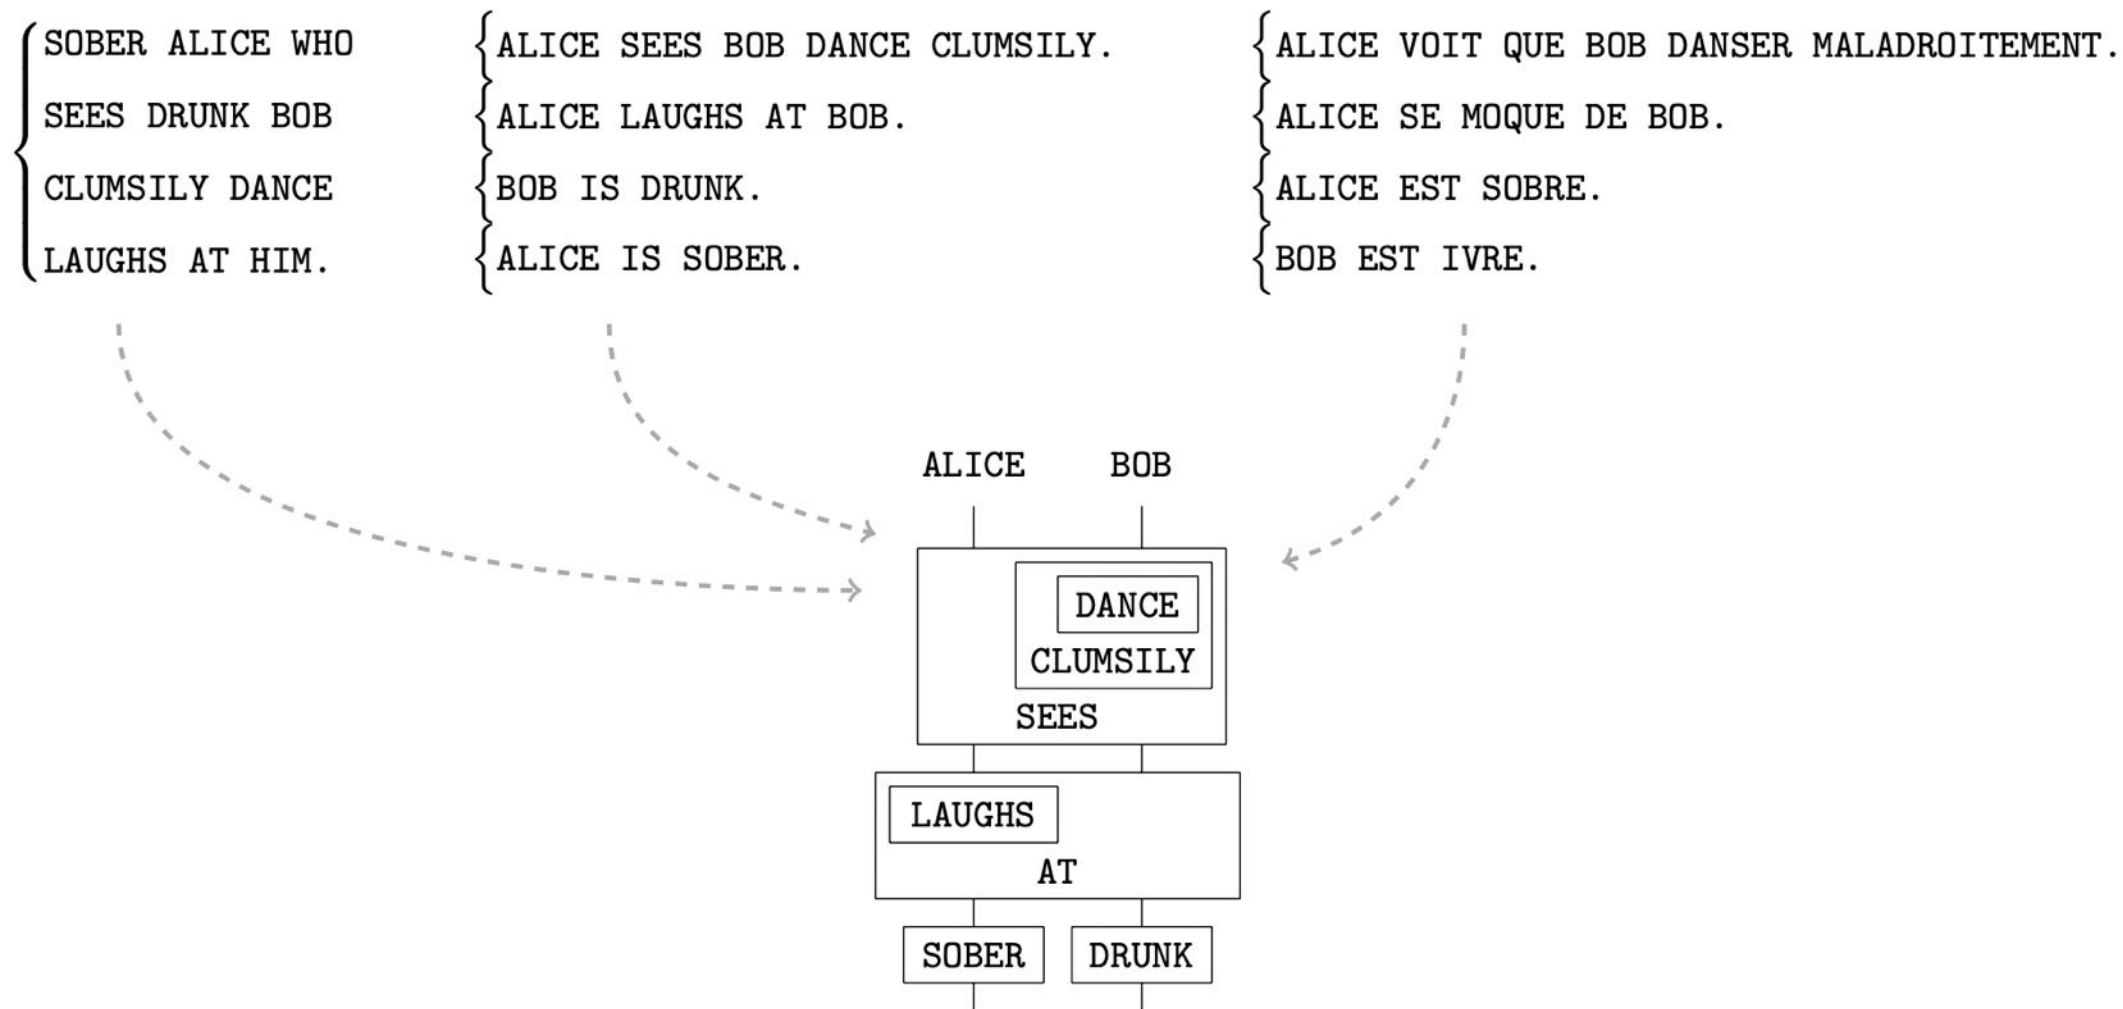 SOBER ALICE WHO
SEES DRUNK BOB
CLUMSILY DANCE
LAUGHS AT HIM.
ALICE SEES BOB DANCE CLUMSILY.
ALICE LAUGHS AT BOB.
BOB IS DRUNK.
ALICE IS SOBER.
ALICE VOIT QUE BOB DANSER MALADROITEMENT.
ALICE SE MOQUE DE BOB.
ALICE EST SOBRE.
BOB EST IVRE.
ALICE BOB
DANCE
CLUMSILY
SEES
LAUGHS
AT
SOBER DRUNK